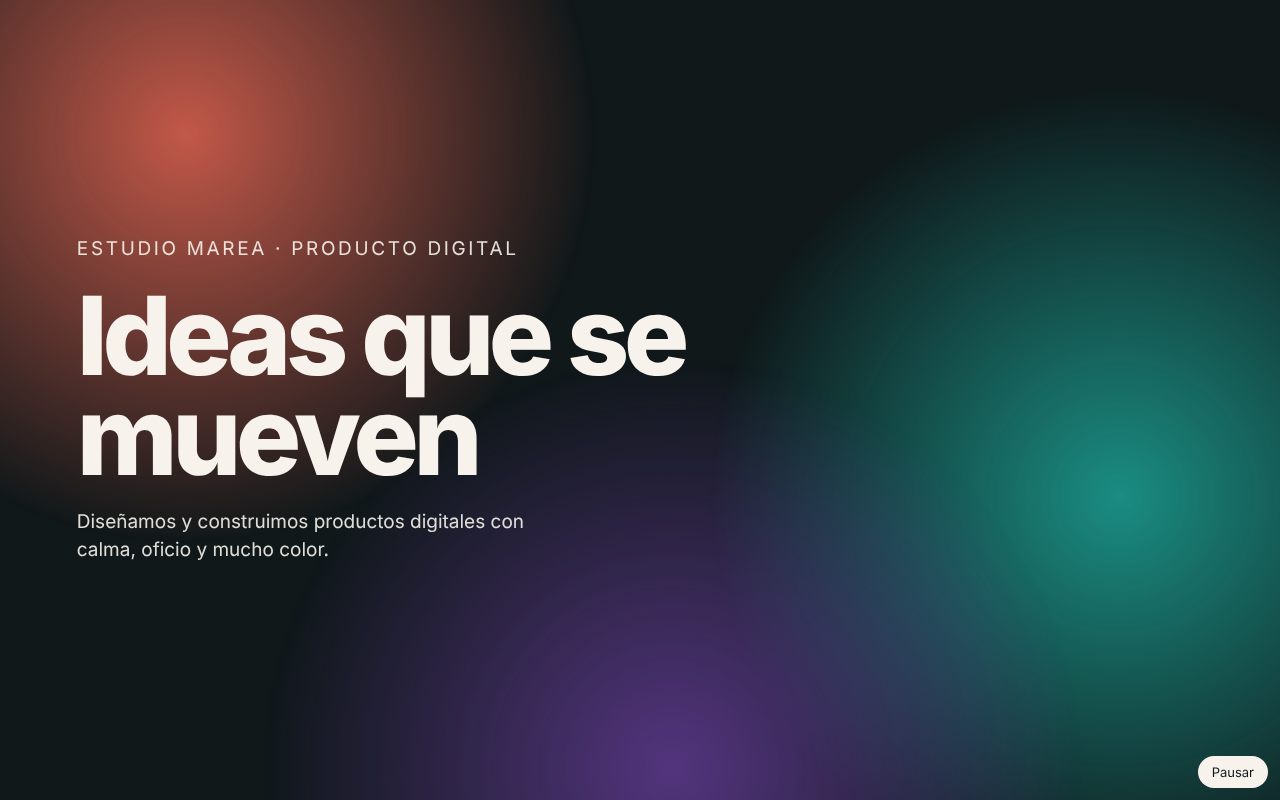 ESTUDIO MAREA · PRODUCTO DIGITAL
Ideas que se
mueven
Diseñamos y construimos productos digitales con
calma, oficio y mucho color.
Pausar